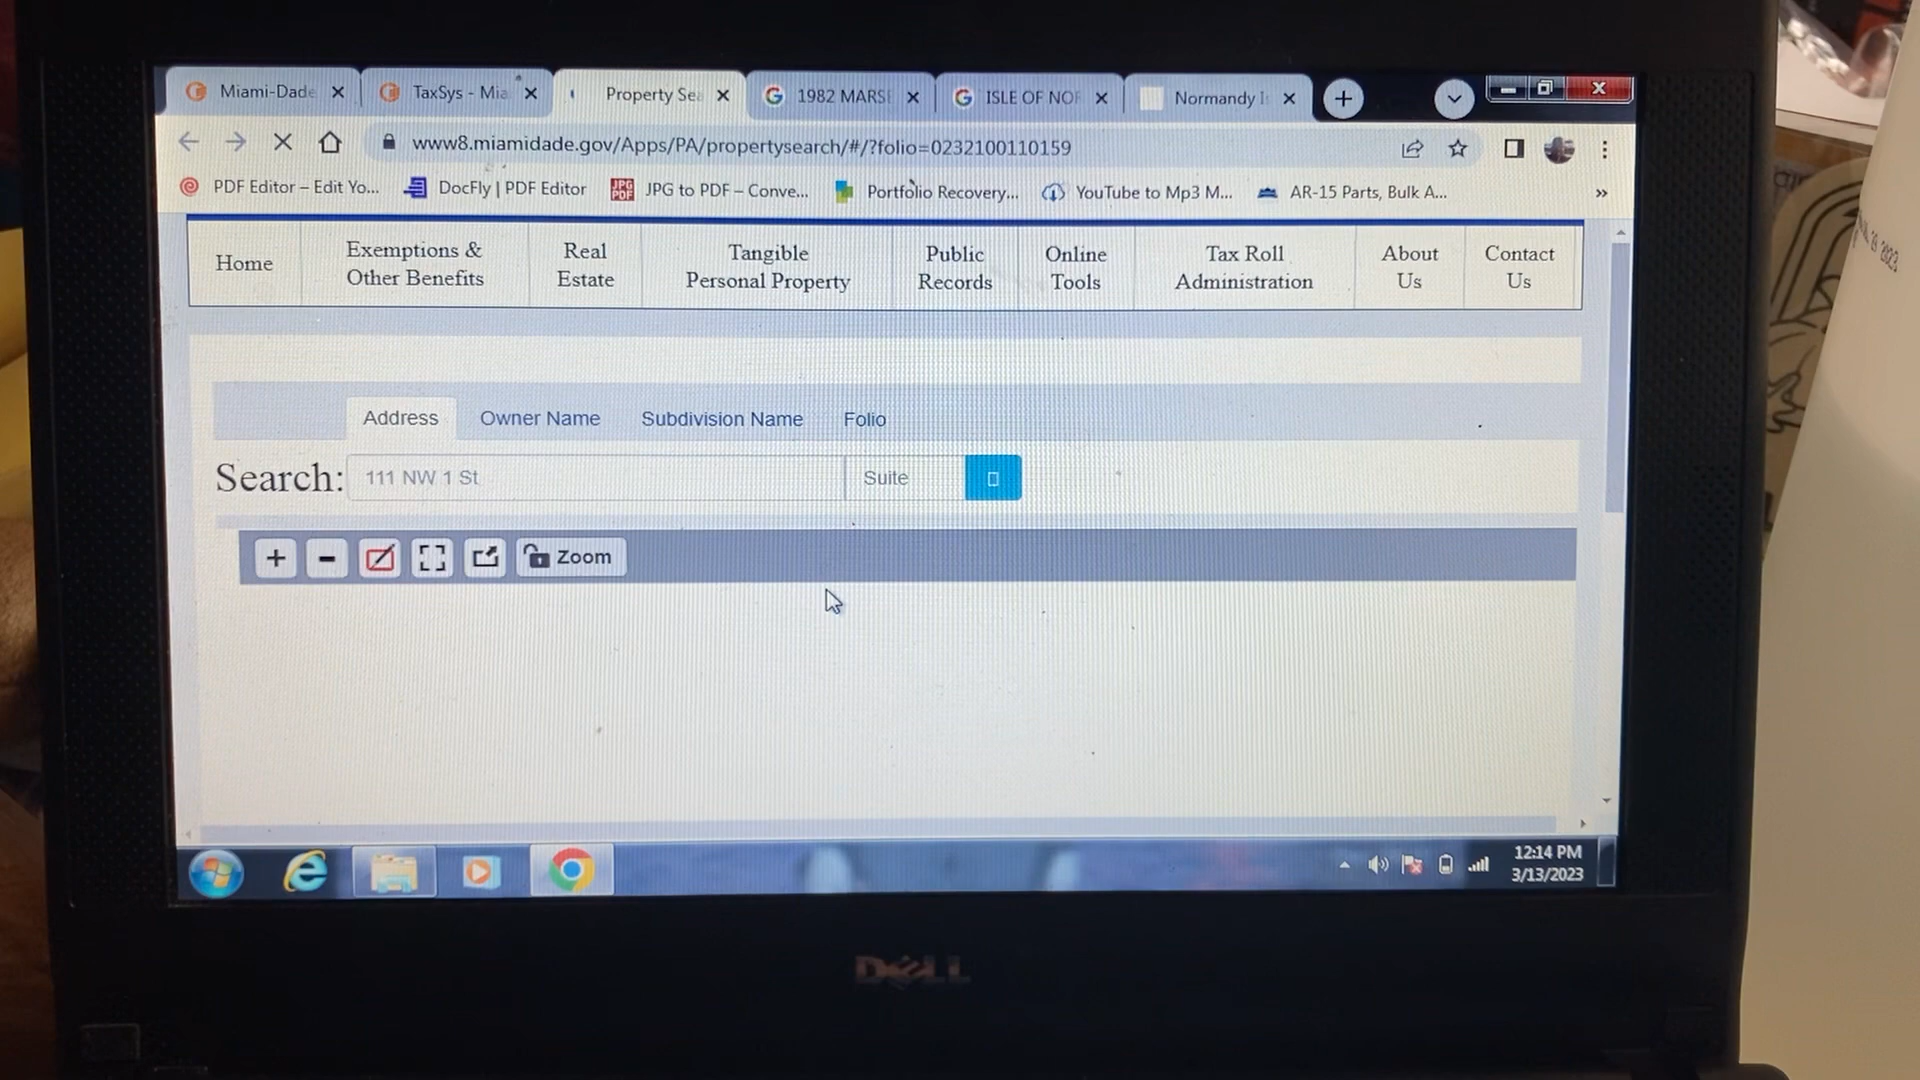 Miami-Dade
TaxSys - Mia
Property Sea
1982 MARS
ISLE OF NOR
Normandy I
www8.miamidade.gov/Apps/PA/propertysearch/#/?folio=0232100110159
PDF Editor – Edit Yo...
DocFly | PDF Editor
JPG to PDF – Conve...
Portfolio Recovery...
YouTube to Mp3 M...
AR-15 Parts, Bulk A...
»
Home
Exemptions &
Other Benefits
Real
Estate
Tangible
Personal Property
Public
Records
Online
Tools
Tax Roll
Administration
About
Us
Contact
Us
Address
Owner Name
Subdivision Name
Folio
Search:
111 NW 1 St
Suite
Zoom
12:14 PM
3/13/2023
DELL